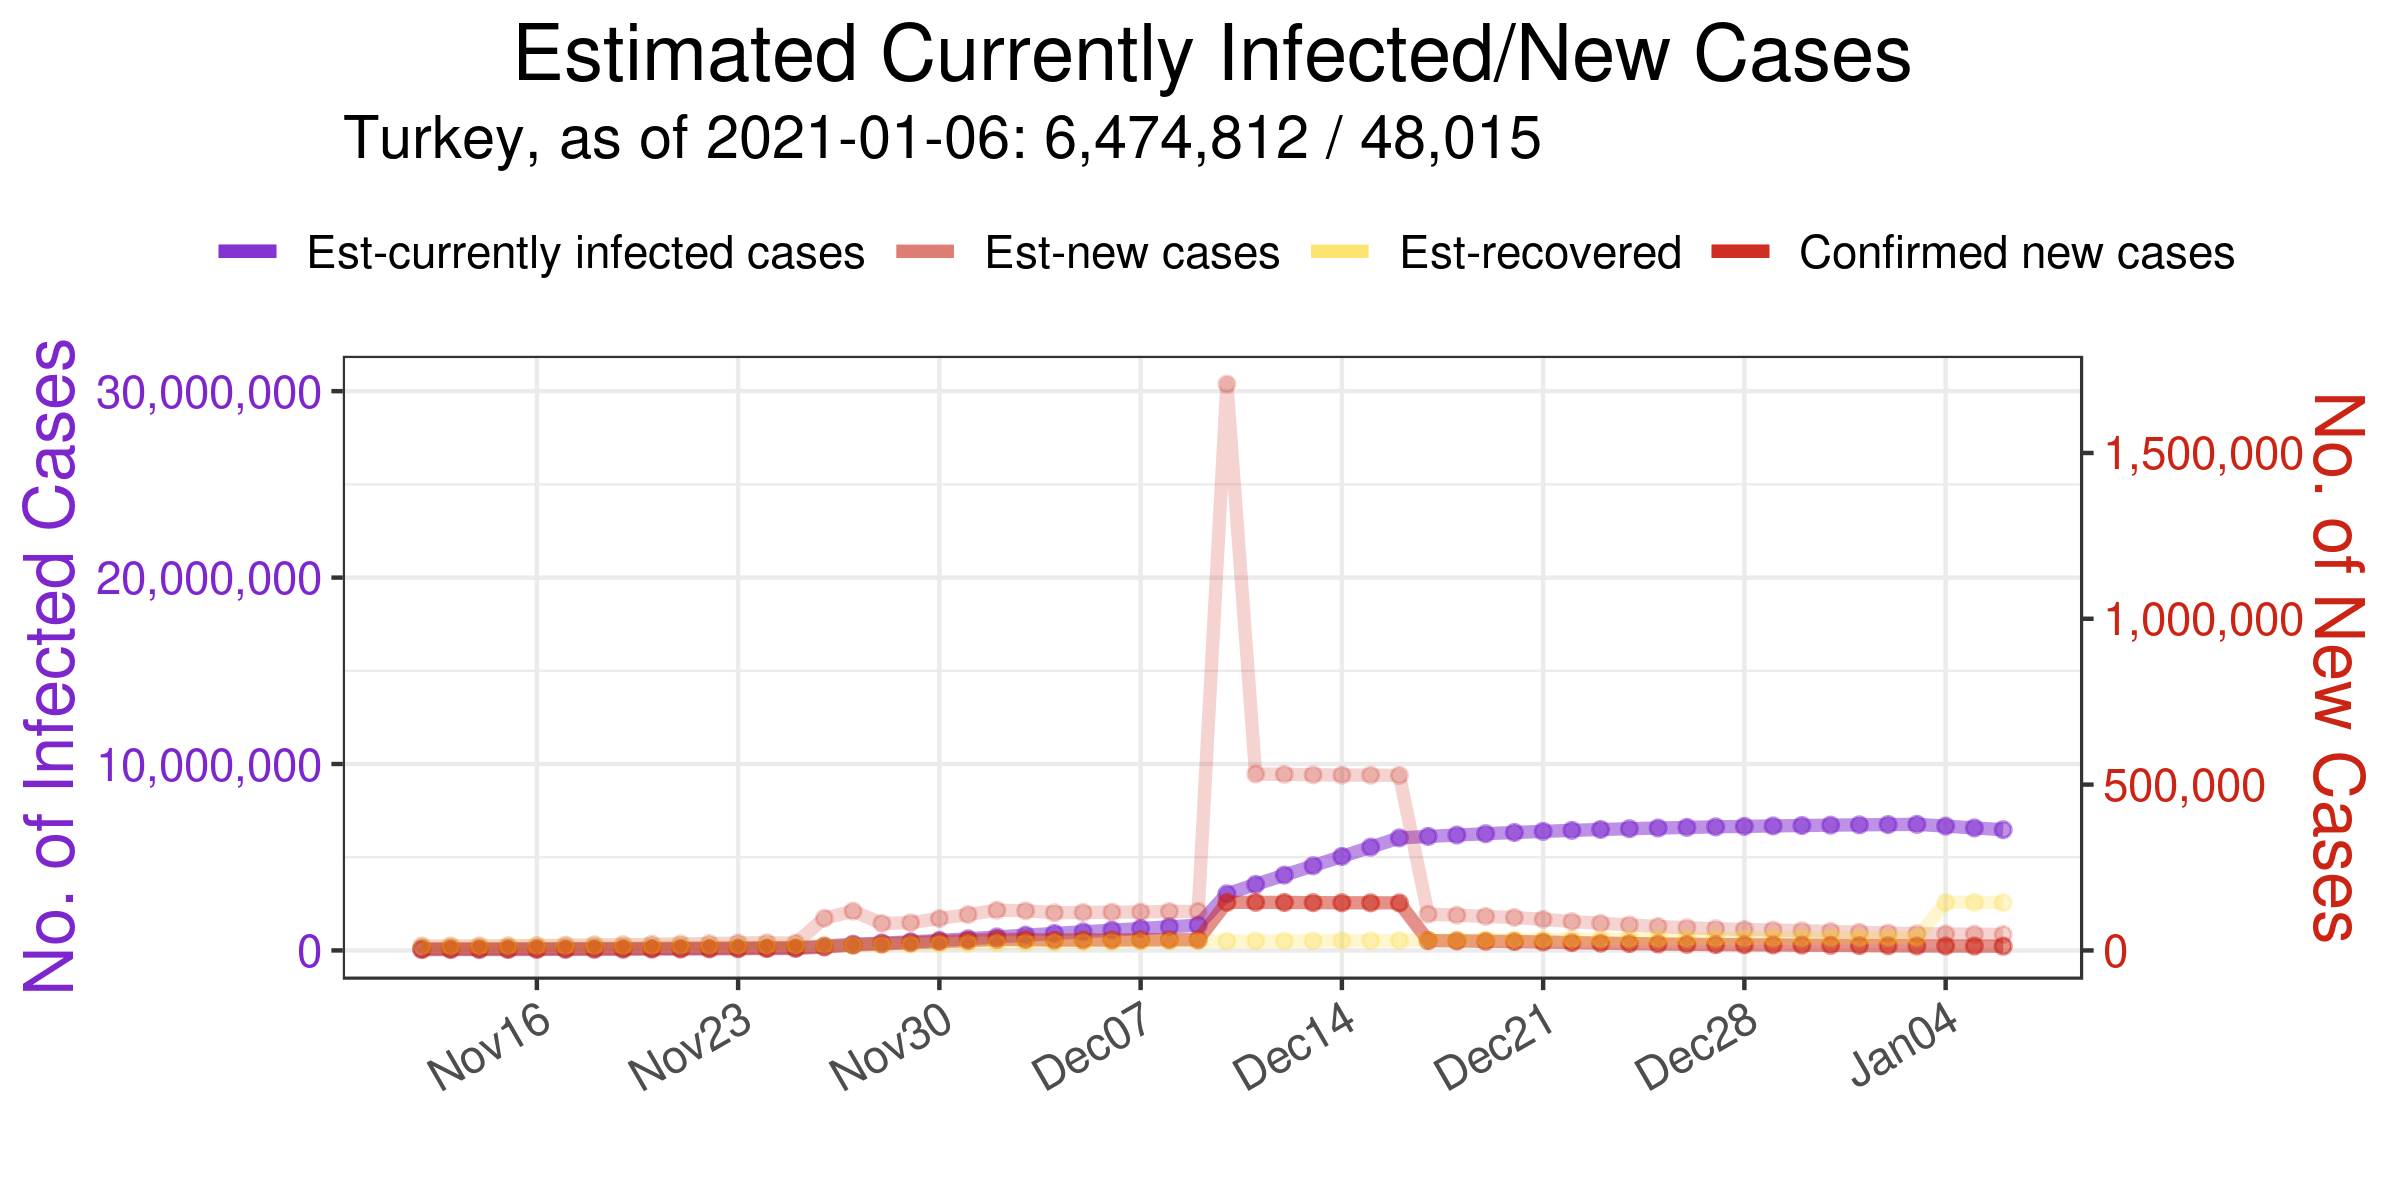 Estimated Currently Infected/New Cases
Turkey, as of 2021-01-06: 6,474,812 / 48,015
Est-currently infected cases Est-new cases Est-recovered Confirmed new cases
No. of Infected Cases
30,000,000
20,000,000
10,000,000
0
1,500,000
1,000,000
500,000
0
No. of New Cases
Nov16 Nov23 Nov30 Dec07 Dec14 Dec21 Dec28 Jan04